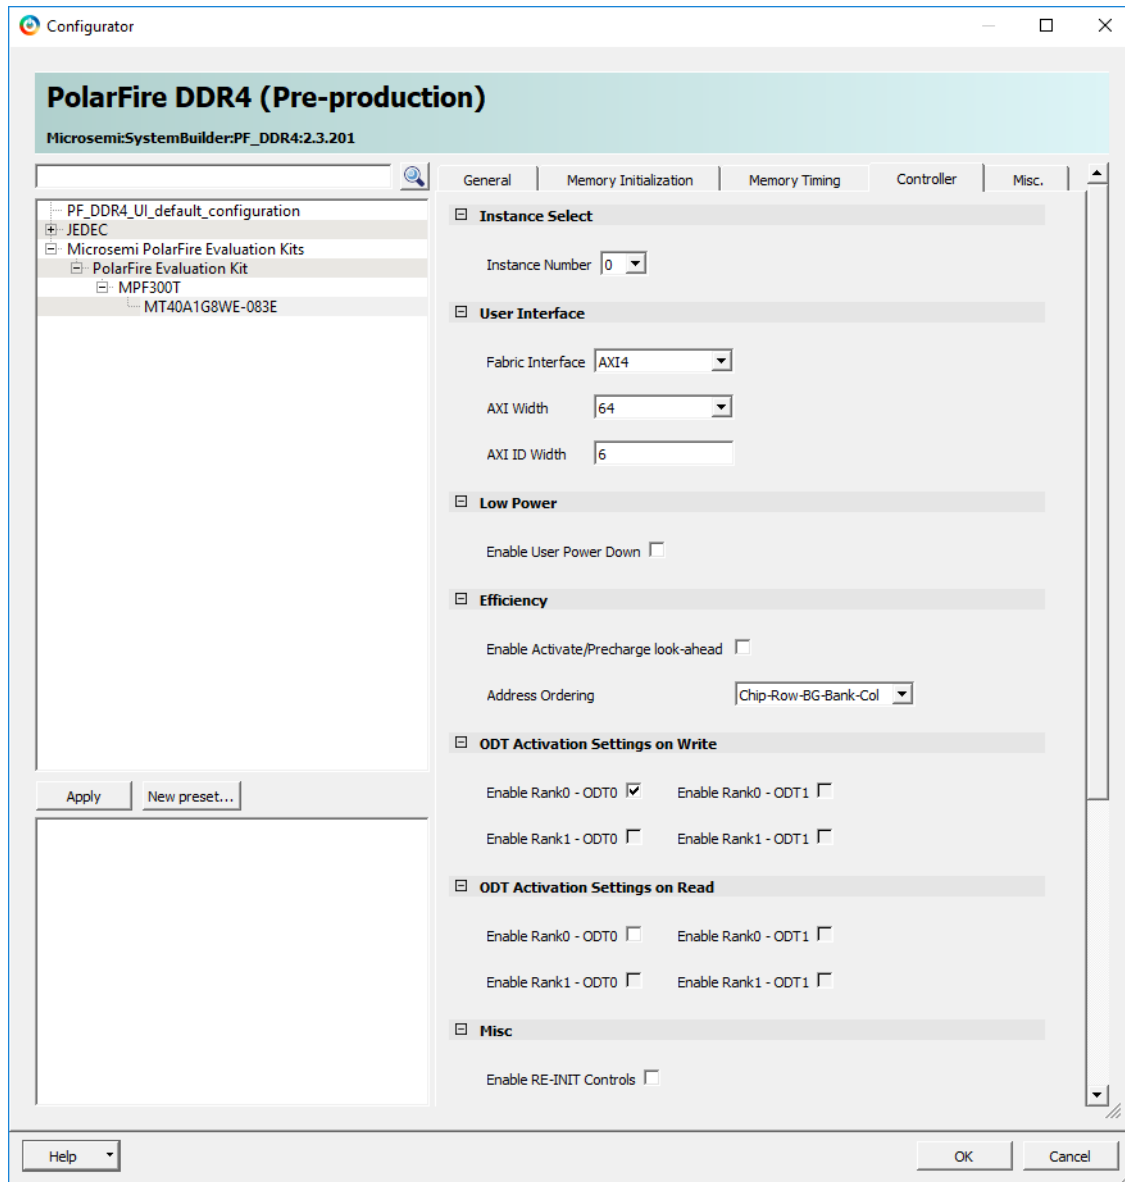 Configurator
PolarFire DDR4 (Pre-production)
Microsemi:SystemBuilder:PF_DDR4:2.3.201
General Memory Initialization Memory Timing Controller Misc.
PF_DDR4_UI_default_configuration
JEDEC
Microsemi PolarFire Evaluation Kits
PolarFire Evaluation Kit
MPF300T
MT40A1G8WE-083E
Apply New preset...
Instance Select
Instance Number 0
User Interface
Fabric Interface AXI4
AXI Width 64
AXI ID Width 6
Low Power
Enable User Power Down
Efficiency
Enable Activate/Precharge look-ahead
Address Ordering Chip-Row-BG-Bank-Col
ODT Activation Settings on Write
Enable Rank0 - ODT0 Enable Rank0 - ODT1
Enable Rank1 - ODT0 Enable Rank1 - ODT1
ODT Activation Settings on Read
Enable Rank0 - ODT0 Enable Rank0 - ODT1
Enable Rank1 - ODT0 Enable Rank1 - ODT1
Misc
Enable RE-INIT Controls
Help OK Cancel